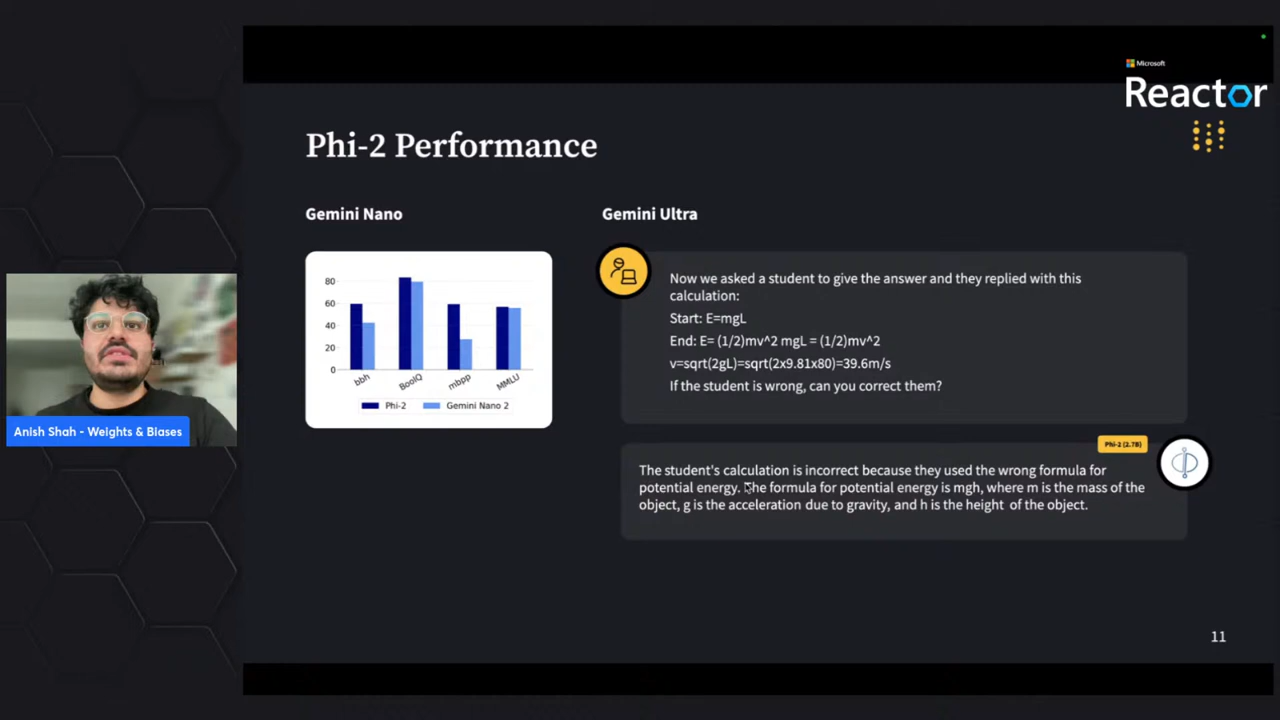 Microsoft
Reactor
Phi-2 Performance
Gemini Nano
80
60
40
20
0
bbh
BoolQ
mbpp
MMLU
Phi-2
Gemini Nano 2
Gemini Ultra
Now we asked a student to give the answer and they replied with this
calculation:
Start: E=mgL
End: E= (1/2)mv^2 mgL = (1/2)mv^2
v=sqrt(2gL)=sqrt(2x9.81x80)=39.6m/s
If the student is wrong, can you correct them?
Phi-2 (2.7B)
The student's calculation is incorrect because they used the wrong formula for
potential energy. The formula for potential energy is mgh, where m is the mass of the
object, g is the acceleration due to gravity, and h is the height of the object.
Anish Shah - Weights & Biases
11